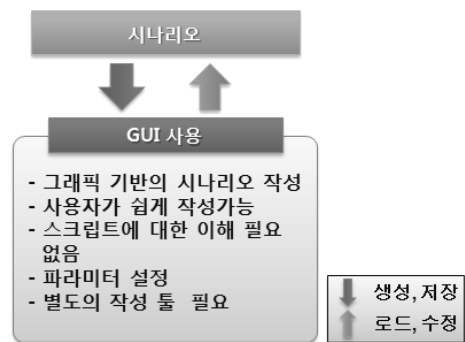 시나리오
GUI 사용
- 그래픽 기반의 시나리오 작성
- 사용자가 쉽게 작성가능
- 스크립트에 대한 이해 필요
없음
- 파라미터 설정
- 별도의 작성 툴 필요
생성, 저장
로드, 수정